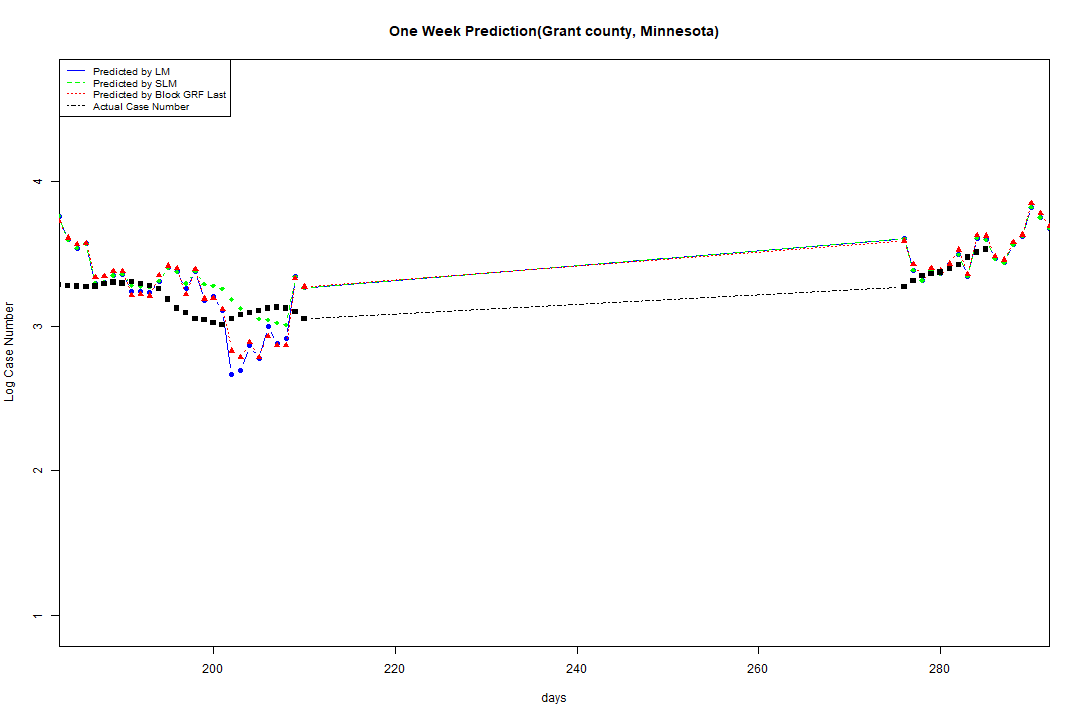 One Week Prediction(Grant county, Minnesota)
Predicted by LM
Predicted by SLM
Predicted by Block GRF Last
Actual Case Number
Log Case Number
4
3
2
1
200
220
240
260
280
days